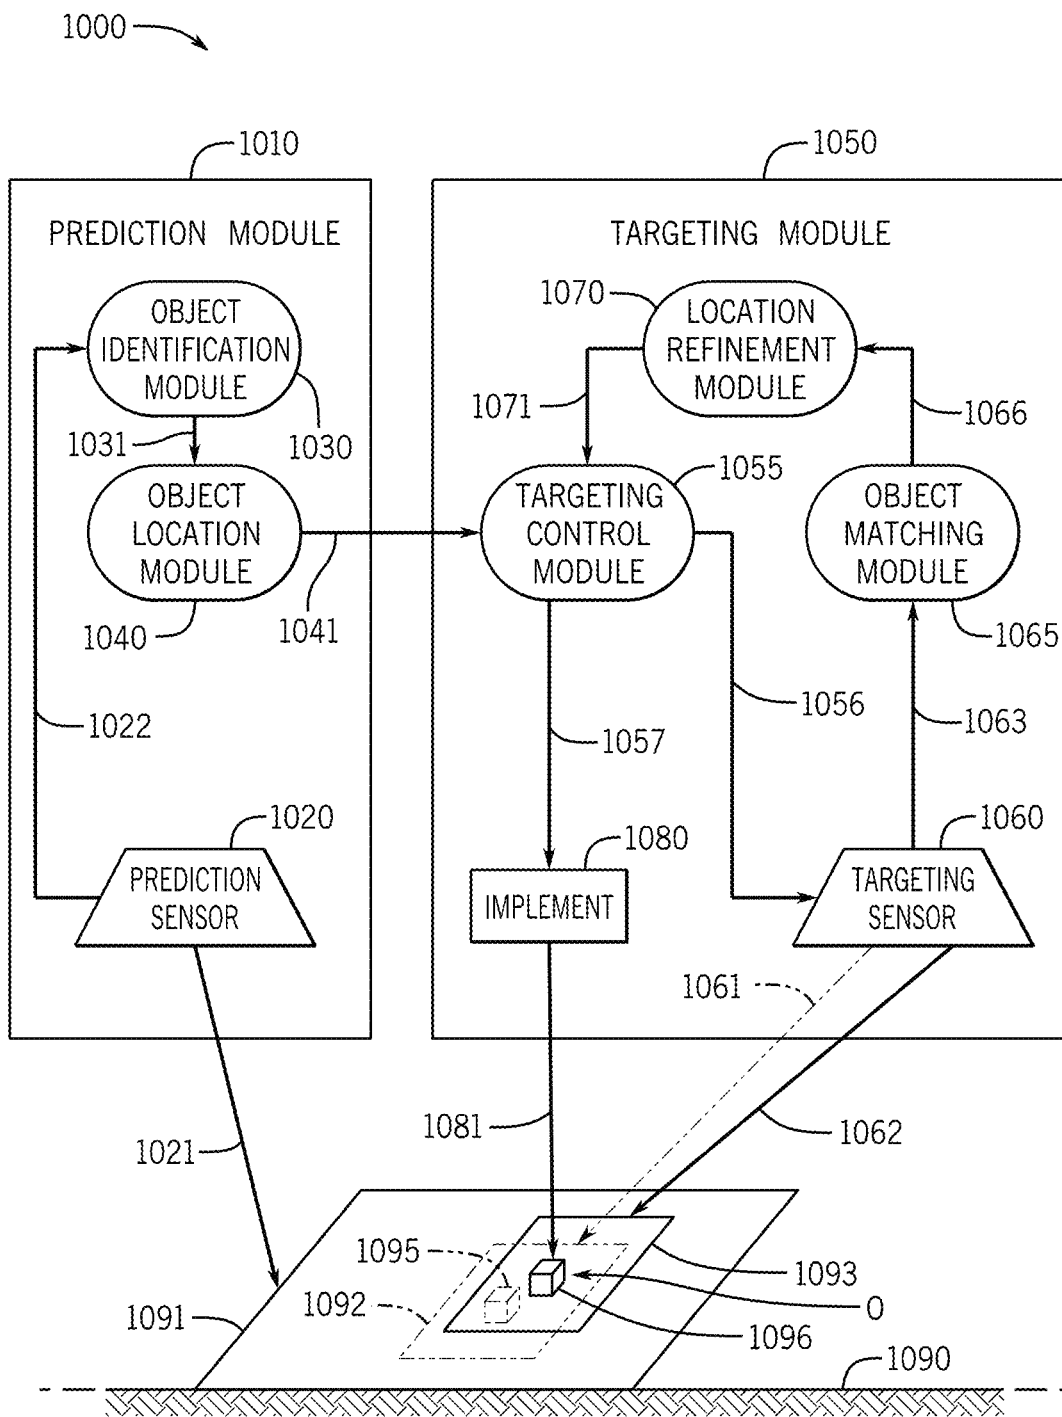 1000
1010
1050
PREDICTION MODULE
TARGETING MODULE
OBJECT
IDENTIFICATION
MODULE
1070
LOCATION
REFINEMENT
MODULE
1031
1030
1071
1066
OBJECT
LOCATION
MODULE
TARGETING
CONTROL
MODULE
1055
OBJECT
MATCHING
MODULE
1040
1041
1065
1022
1057
1056
1063
1020
1080
1060
PREDICTION
SENSOR
IMPLEMENT
TARGETING
SENSOR
1061
1021
1081
1062
1095
1093
1092
1091
1096
O
1090